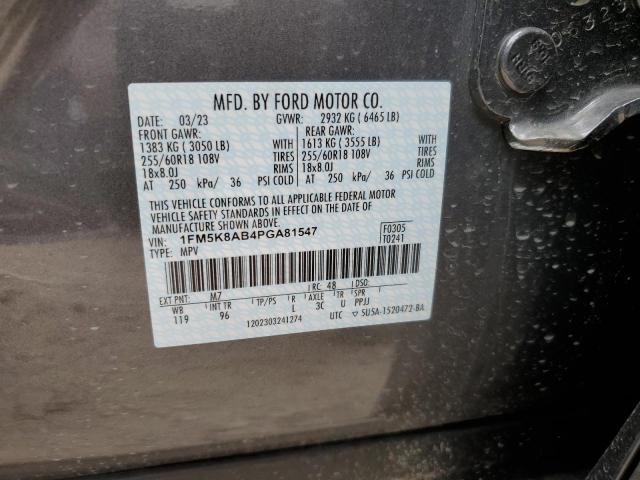 MFD. BY FORD MOTOR CO.
DATE: 03/23 GVWR: 2932 KG ( 6465 LB)
FRONT GAWR: REAR GAWR:
1383 KG ( 3050 LB) WITH 1613 KG ( 3555 LB) WITH
255/60R18 108V TIRES 255/60R18 108V TIRES
18x8.0J RIMS 18x8.0J RIMS
AT 250 kPa/ 36 PSI COLD AT 250 kPa/ 36 PSI COLD
THIS VEHICLE CONFORMS TO ALL APPLICABLE FEDERAL MOTOR
VEHICLE SAFETY STANDARDS IN EFFECT ON THE DATE OF
MANUFACTURE SHOWN ABOVE.
VIN: 1FM5K8AB4PGA81547 F0305
TYPE: MPV T0241
EXT PNT: M7 RC: 48 DSO:
WB INT TR TP/PS R AXLE TR SPR
119 96 L 3C U PPJJ
1202303241274 UTC SU5A-1520472-BA